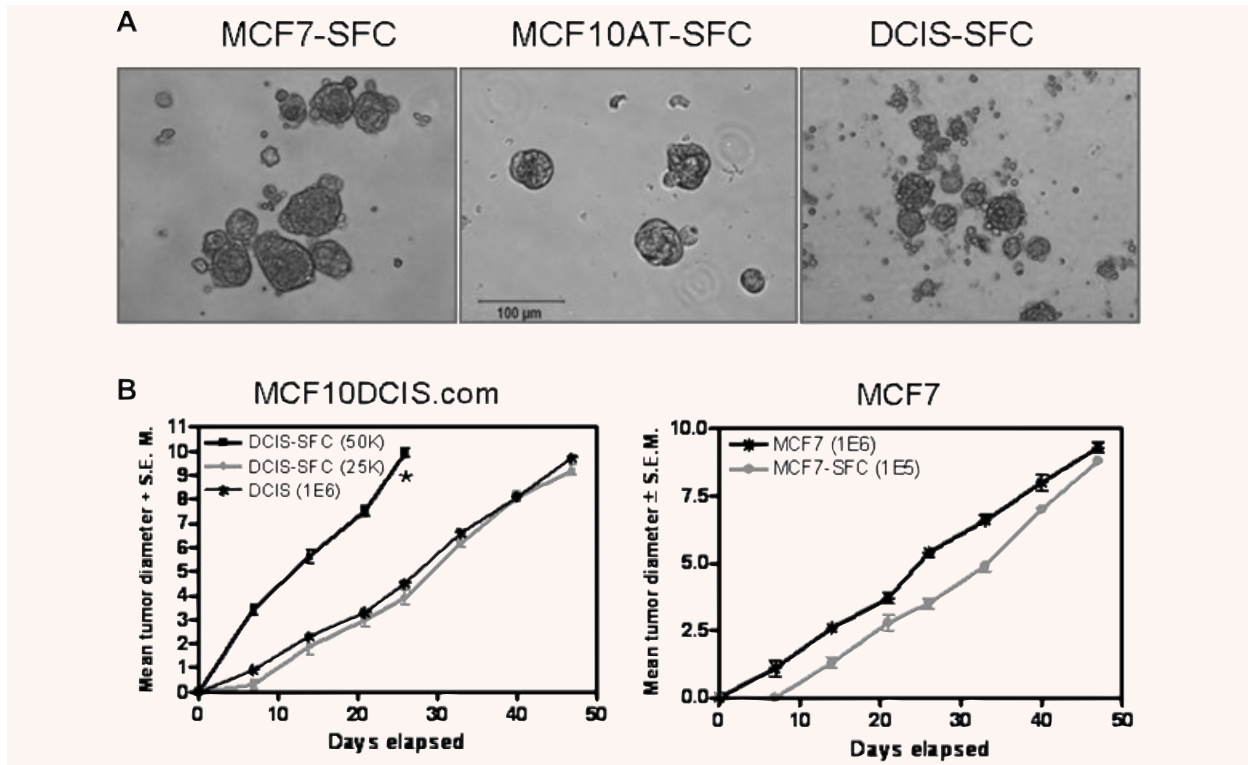 A
MCF7-SFC MCF10AT-SFC DCIS-SFC
100 µm
B
MCF10DCIS.com
Mean tumor diameter + S.E. M.
11
10
9
8
7
6
5
4
3
2
1
0
DCIS-SFC (50K)
DCIS-SFC (25K)
DCIS (1E6)
*
0 10 20 30 40 50
Days elapsed
MCF7
Mean tumor diameter ± S.E.M.
10.0
7.5
5.0
2.5
0.0
MCF7 (1E6)
MCF7-SFC (1E5)
0 10 20 30 40 50
Days elapsed